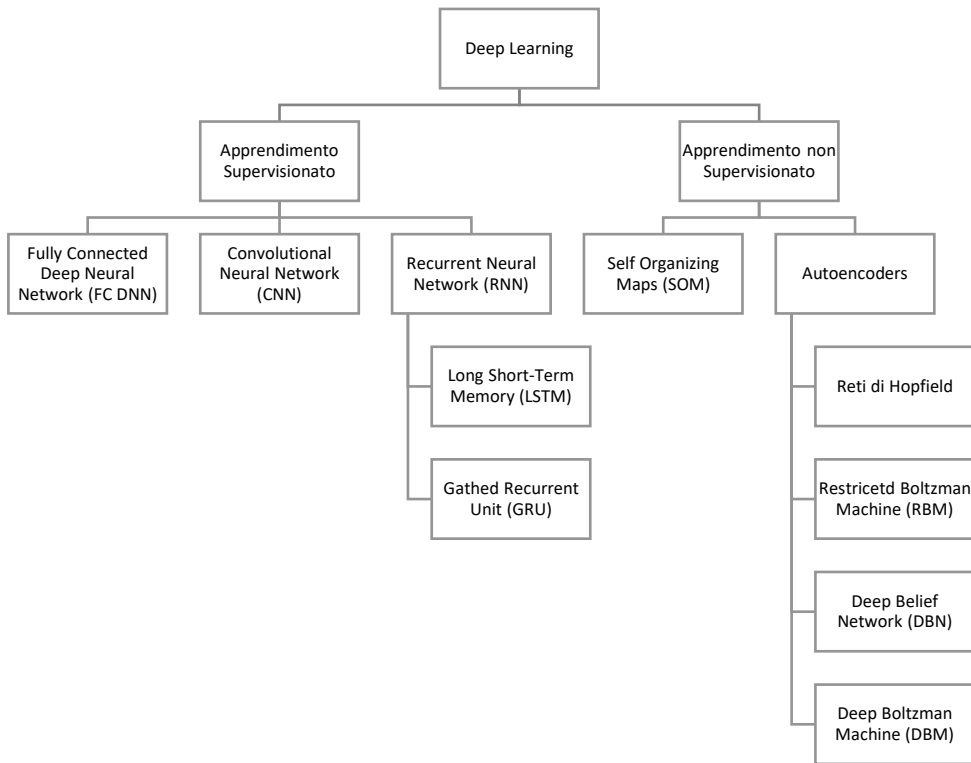 Deep Learning
Apprendimento
Supervisionato
Apprendimento non
Supervisionato
Fully Connected
Deep Neural
Network (FC DNN)
Convolutional
Neural Network
(CNN)
Recurrent Neural
Network (RNN)
Self Organizing
Maps (SOM)
Autoencoders
Long Short-Term
Memory (LSTM)
Gathed Recurrent
Unit (GRU)
Reti di Hopfield
Restricetd Boltzman
Machine (RBM)
Deep Belief
Network (DBN)
Deep Boltzman
Machine (DBM)